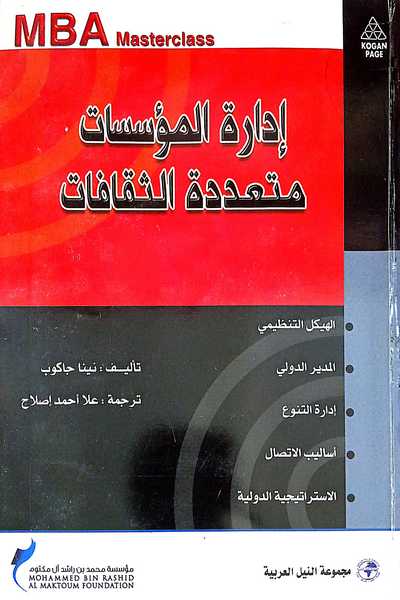 MBA Masterclass
KOGAN
PAGE
إدارة المؤسسات
متعددة الثقافات
الهيكل التنظيمي
المدير الدولي
إدارة التنوع
أساليب الاتصال
الاستراتيجية الدولية
تأليف: نينا جاكوب
ترجمة: علا أحمد إصلاح
مؤسسة محمد بن راشد آل مكتوم
MOHAMMED BIN RASHID
AL MAKTOUM FOUNDATION
مجموعة النيل العربية